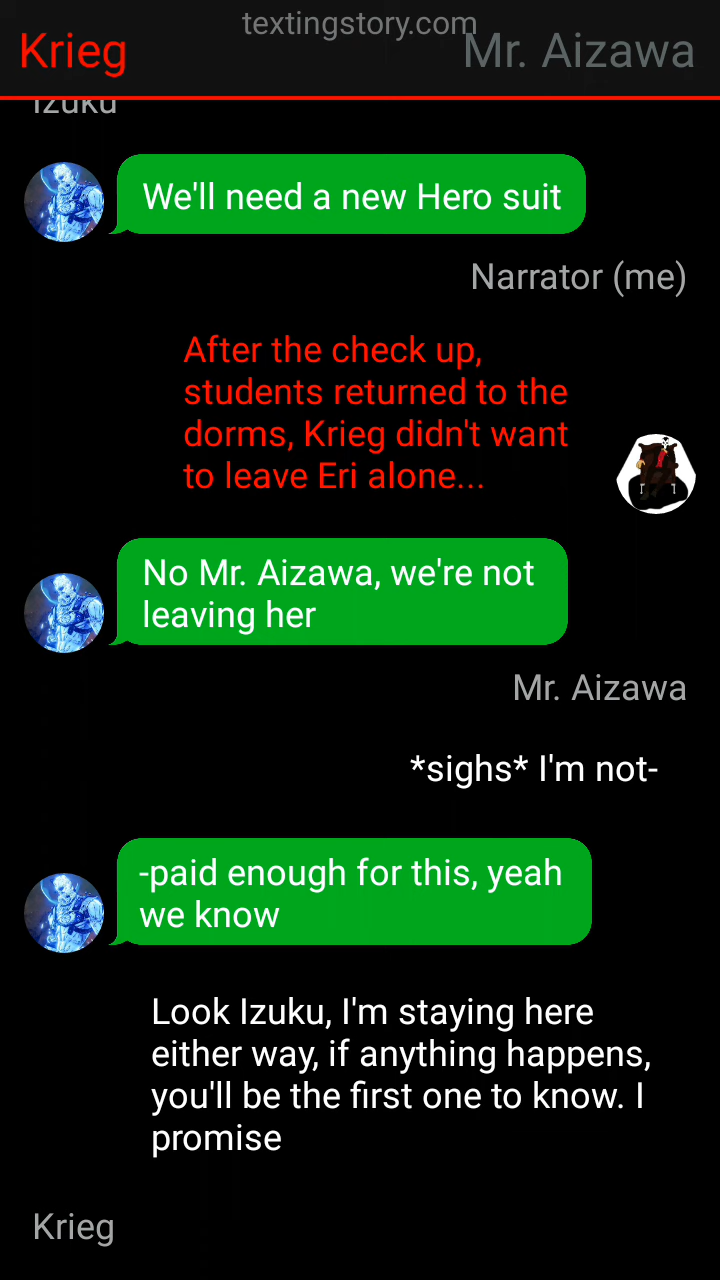 textingstory.com
Krieg
Mr. Aizawa
Izuku
We'll need a new Hero suit
Narrator (me)
After the check up,
students returned to the
dorms, Krieg didn't want
to leave Eri alone...
No Mr. Aizawa, we're not
leaving her
Mr. Aizawa
*sighs* I'm not-
-paid enough for this, yeah
we know
Look Izuku, I'm staying here
either way, if anything happens,
you'll be the first one to know. I
promise
Krieg